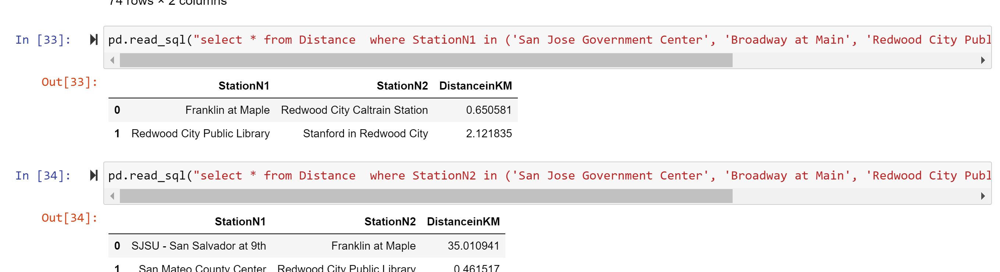 74 rows × 2 columns
In [33]: pd.read_sql("select * from Distance  where StationN1 in ('San Jose Government Center', 'Broadway at Main', 'Redwood City Publ
Out[33]:
StationN1 StationN2 DistanceinKM
0 Franklin at Maple Redwood City Caltrain Station 0.650581
1 Redwood City Public Library Stanford in Redwood City 2.121835
In [34]: pd.read_sql("select * from Distance  where StationN2 in ('San Jose Government Center', 'Broadway at Main', 'Redwood City Publ
Out[34]:
StationN1 StationN2 DistanceinKM
0 SJSU - San Salvador at 9th Franklin at Maple 35.010941
1 San Mateo County Center Redwood City Public Library 0.461517